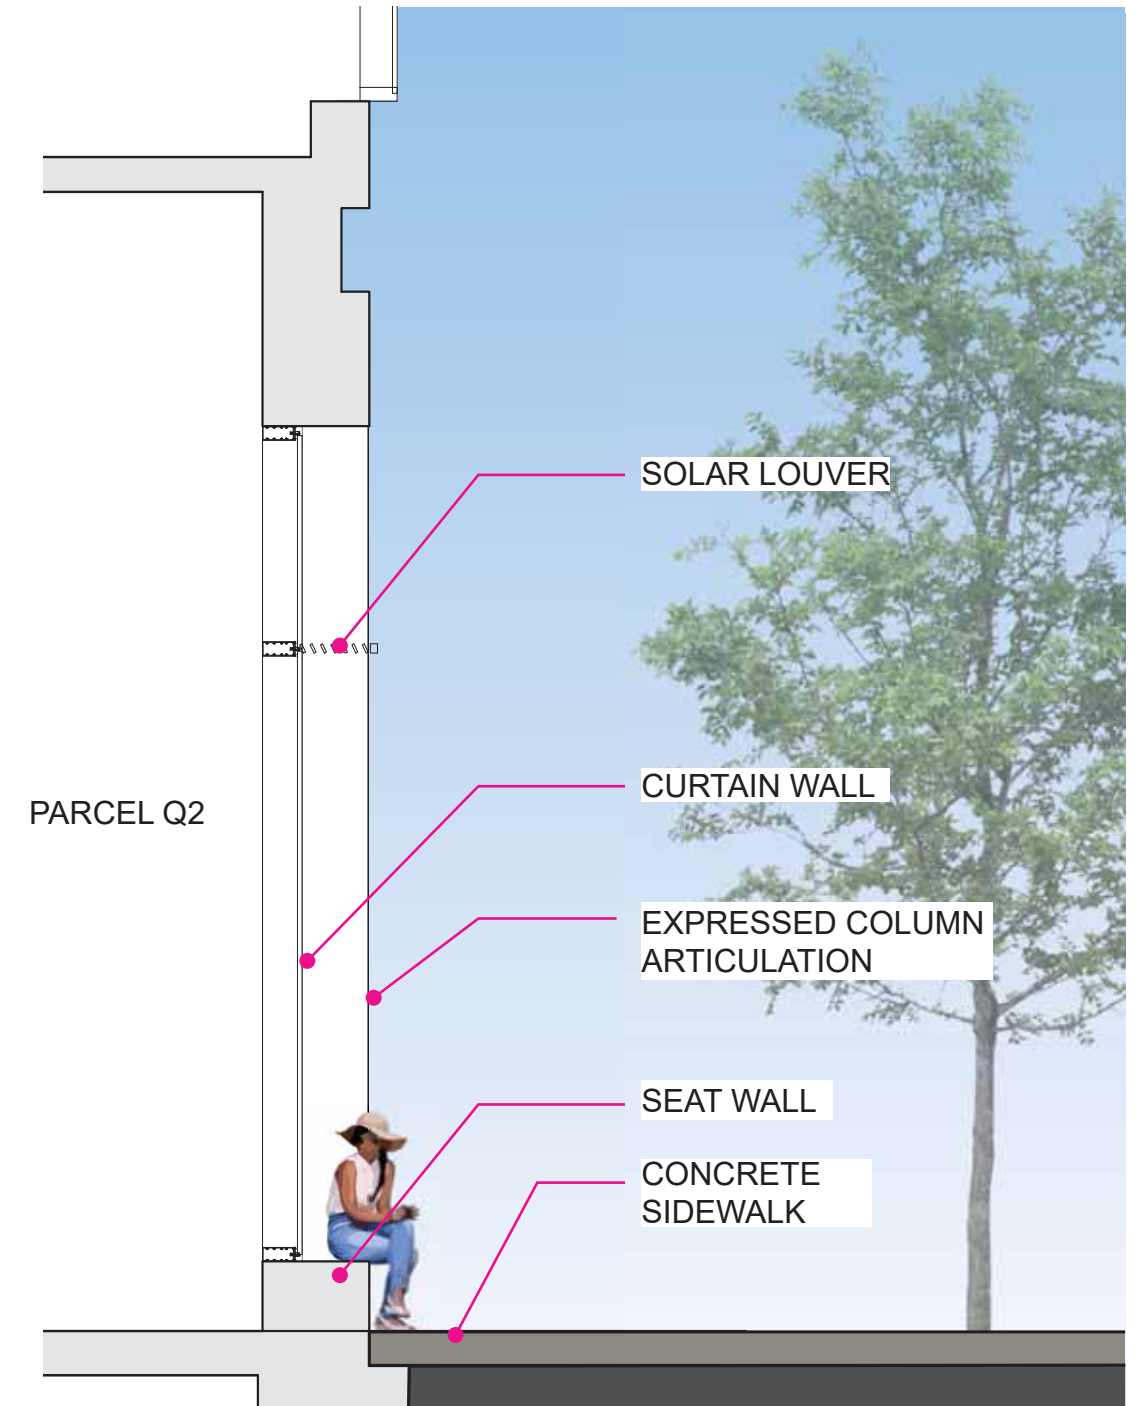 SOLAR LOUVER
CURTAIN WALL
PARCEL Q2
EXPRESSED COLUMN
ARTICULATION
SEAT WALL
CONCRETE
SIDEWALK